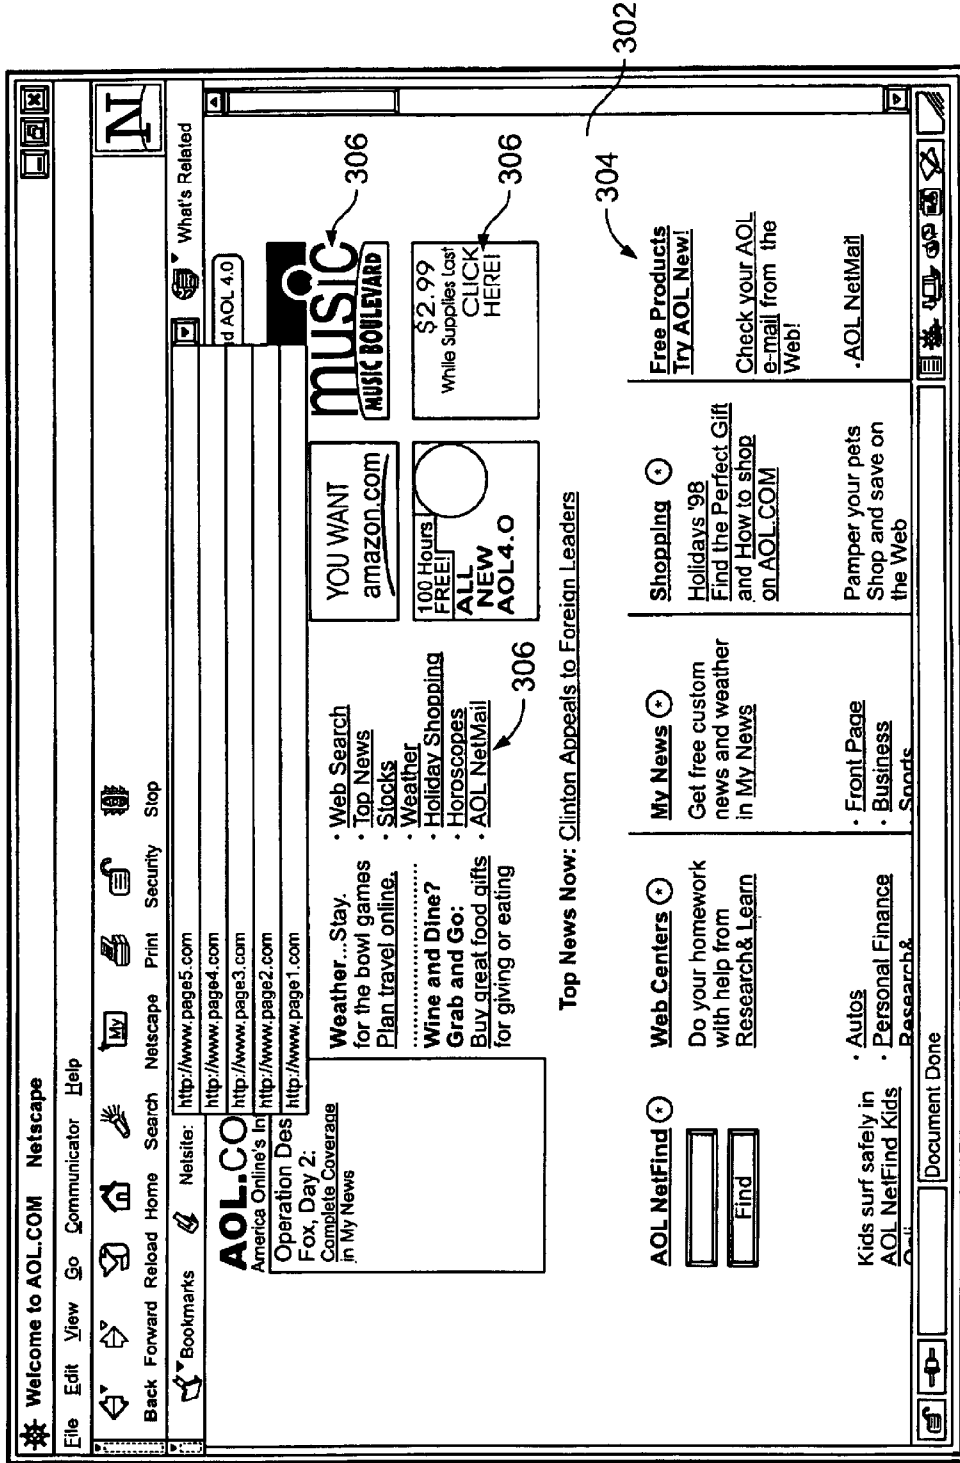 Welcome to AOL.COM Netscape
File Edit View Go Communicator Help
N
Back Forward Reload Home Search Netscape Print Security Stop
My
Bookmarks Netsite: What's Related
http://www.page5.com
http://www.page4.com
http://www.page3.com
http://www.page2.com
http://www.page1.com
d AOL 4.0
AOL.CO
America Online's Int
Operation Des
Fox, Day 2:
Complete Coverage
in My News
Weather...Stay.
for the bowl games
Plan travel online.
Wine and Dine?
Grab and Go:
Buy great food gifts
for giving or eating
· Web Search
· Top News
· Stocks
· Weather
· Holiday Shopping
· Horoscopes
· AOL NetMail
306
YOU WANT
amazon.com
music
MUSIC BOULEVARD
306
100 Hours
FREE!
ALL
NEW
AOL4.0
$2.99
While Supplies Last
CLICK
HERE!
306
Top News Now: Clinton Appeals to Foreign Leaders
302
304
AOL NetFind
Find
Kids surf safely in
AOL NetFind Kids
Only
Web Centers
Do your homework
with help from
Research& Learn
· Autos
· Personal Finance
Research&
My News
Get free custom
news and weather
in My News
· Front Page
· Business
Sports
Shopping
Holidays '98
Find the Perfect Gift
and How to shop
on AOL.COM
Pamper your pets
Shop and save on
the Web
Free Products
Try AOL New!
Check your AOL
e-mail from the
Web!
·AOL NetMail
Document Done